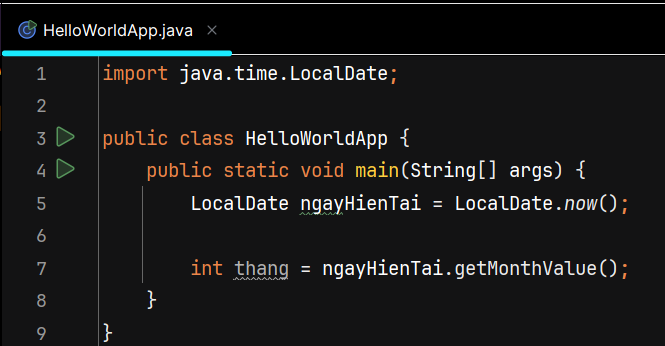 HelloWorldApp.java ×
1 import java.time.LocalDate;
2
3 public class HelloWorldApp {
4 public static void main(String[] args) {
5 LocalDate ngayHienTai = LocalDate.now();
6
7 int thang = ngayHienTai.getMonthValue();
8 }
9 }